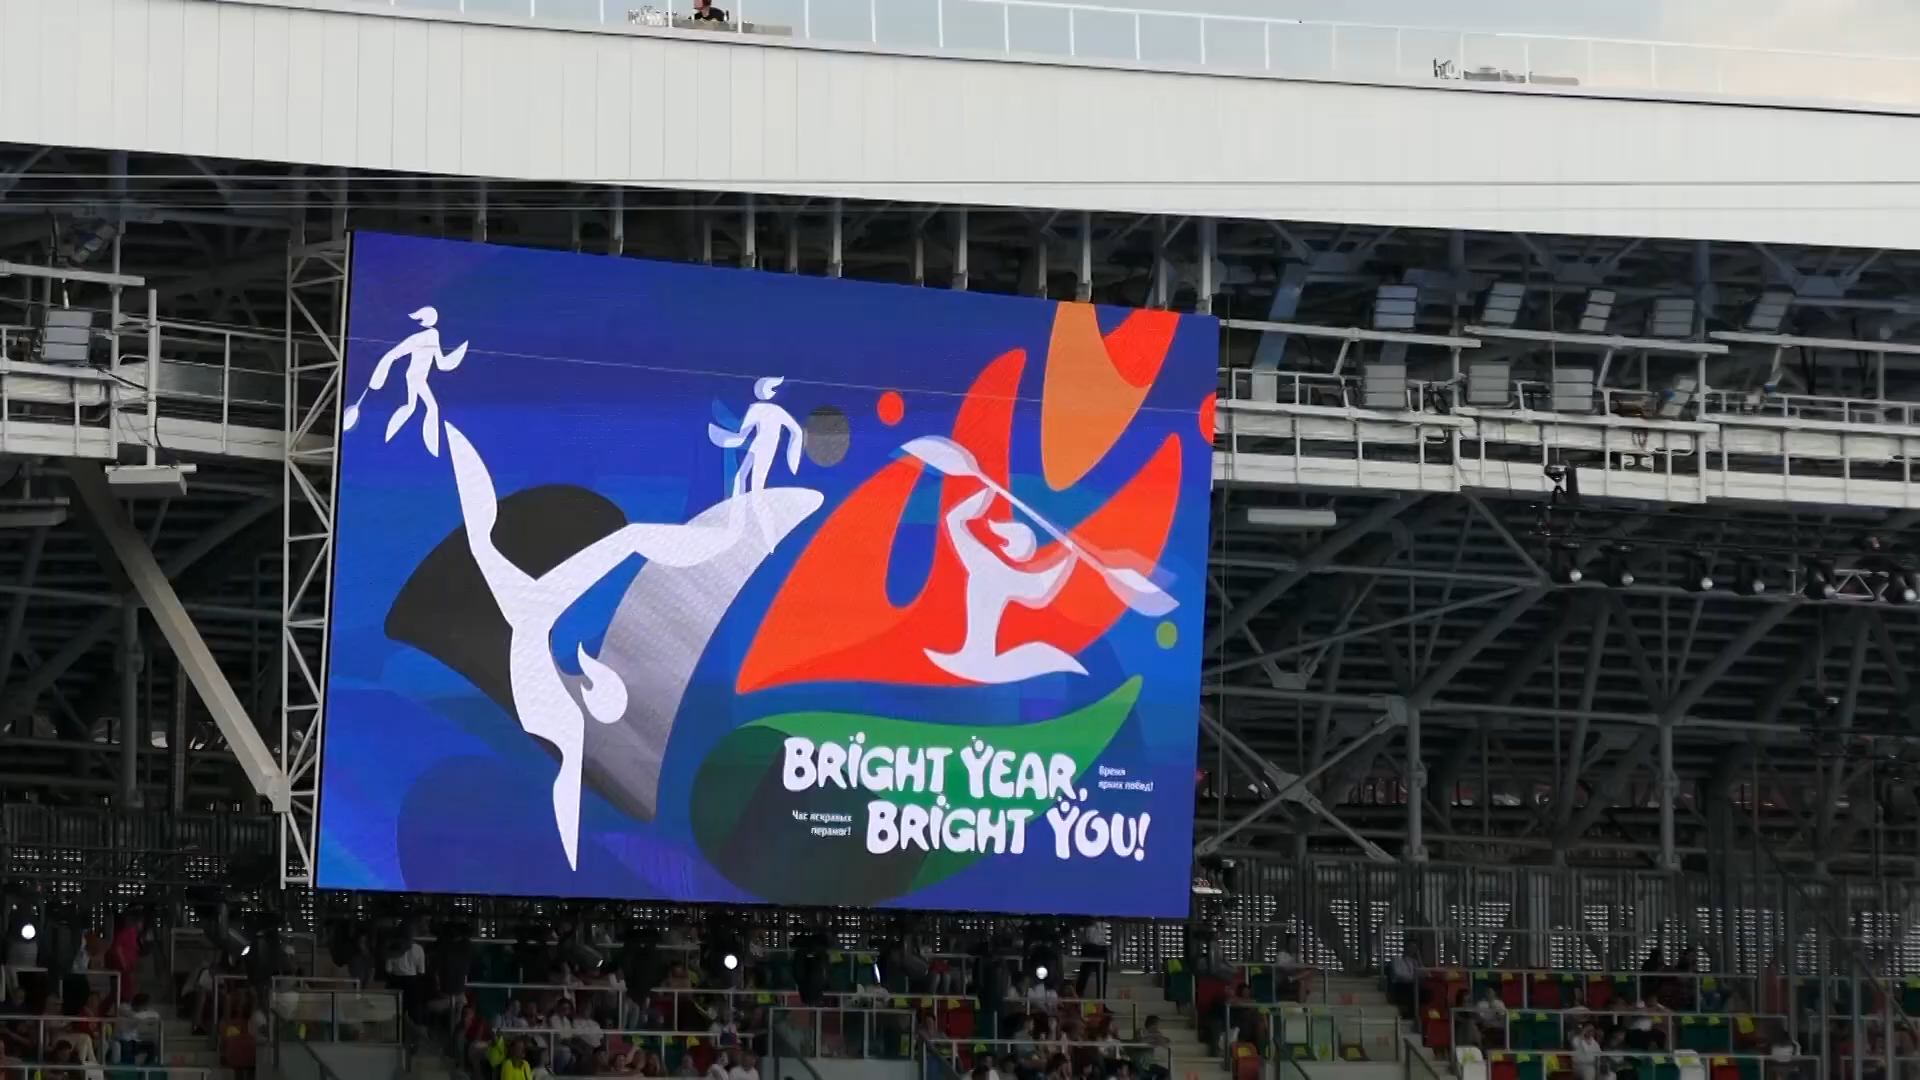 BRIGHT YEAR,
Время
ярких побед!
Час яскравых
перамог!
BRIGHT YOU!